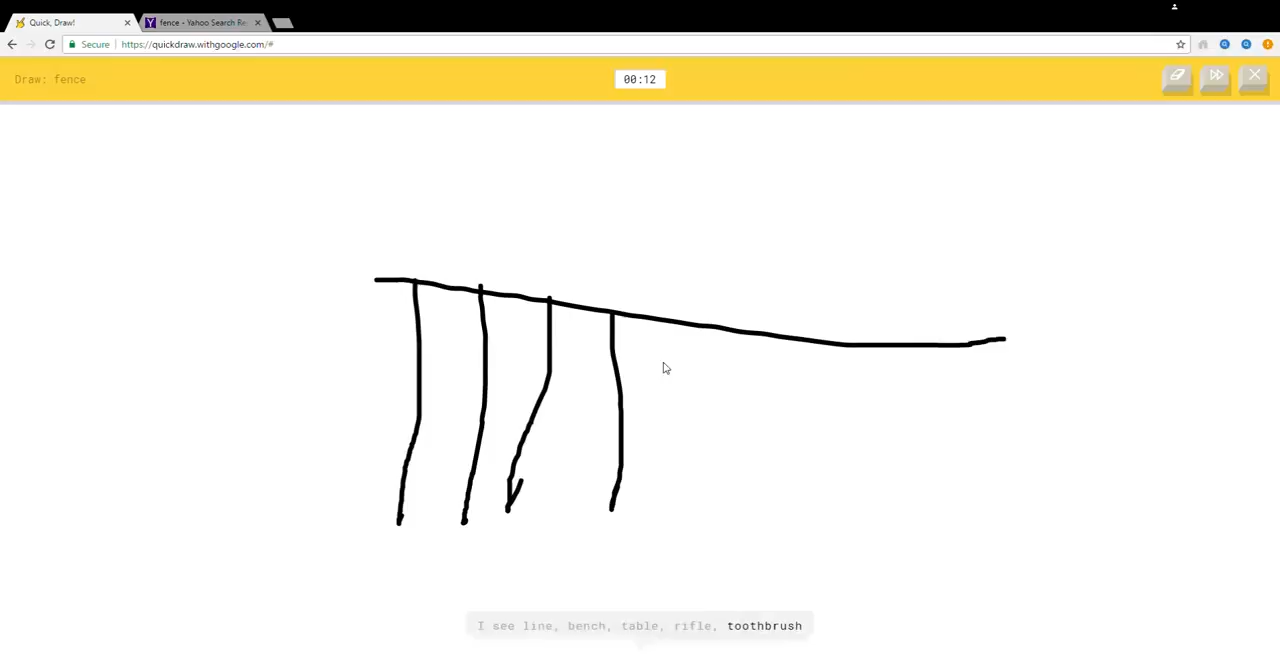 Quick, Draw!
fence - Yahoo Search Re
Secure
https://quickdraw.withgoogle.com/#
Draw: fence
00:12
I see line, bench, table, rifle, toothbrush